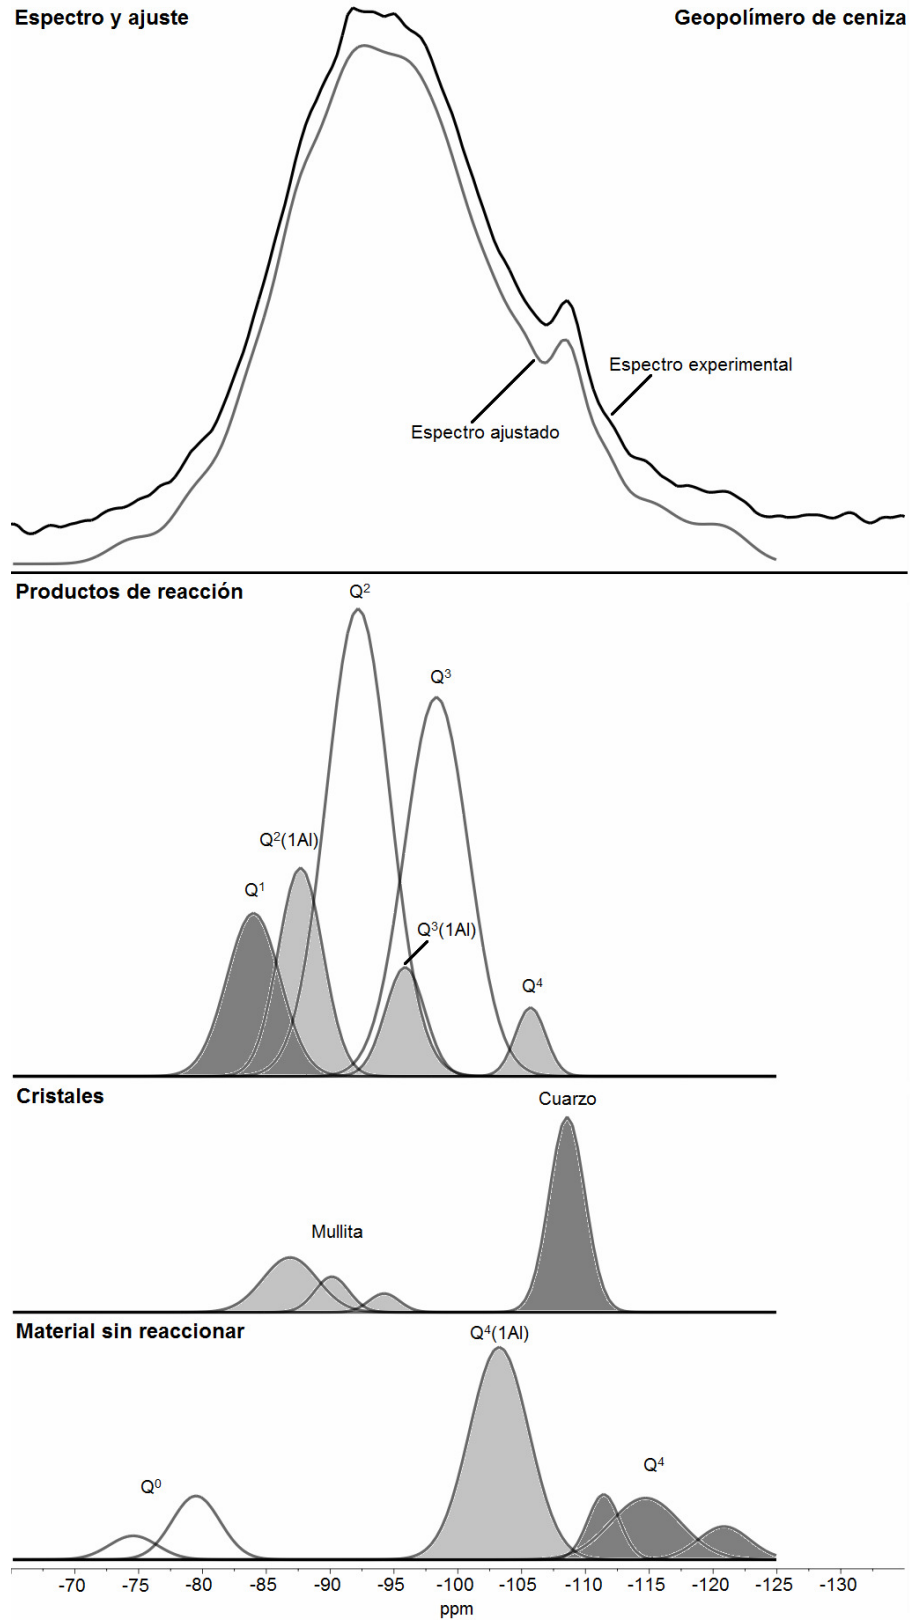 Espectro y ajuste Geopolímero de ceniza
Espectro experimental
Espectro ajustado
Productos de reacción
Q²
Q³
Q²(1Al)
Q¹
Q³(1Al)
Q⁴
Cristales
Cuarzo
Mullita
Material sin reaccionar
Q⁴(1Al)
Q⁰
Q⁴
-70 -75 -80 -85 -90 -95 -100 -105 -110 -115 -120 -125 -130
ppm